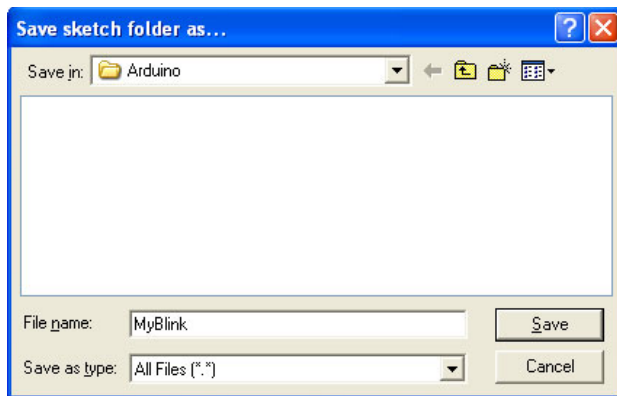 Save sketch folder as...
Save in: Arduino
File name: MyBlink Save
Save as type: All Files (*.*) Cancel